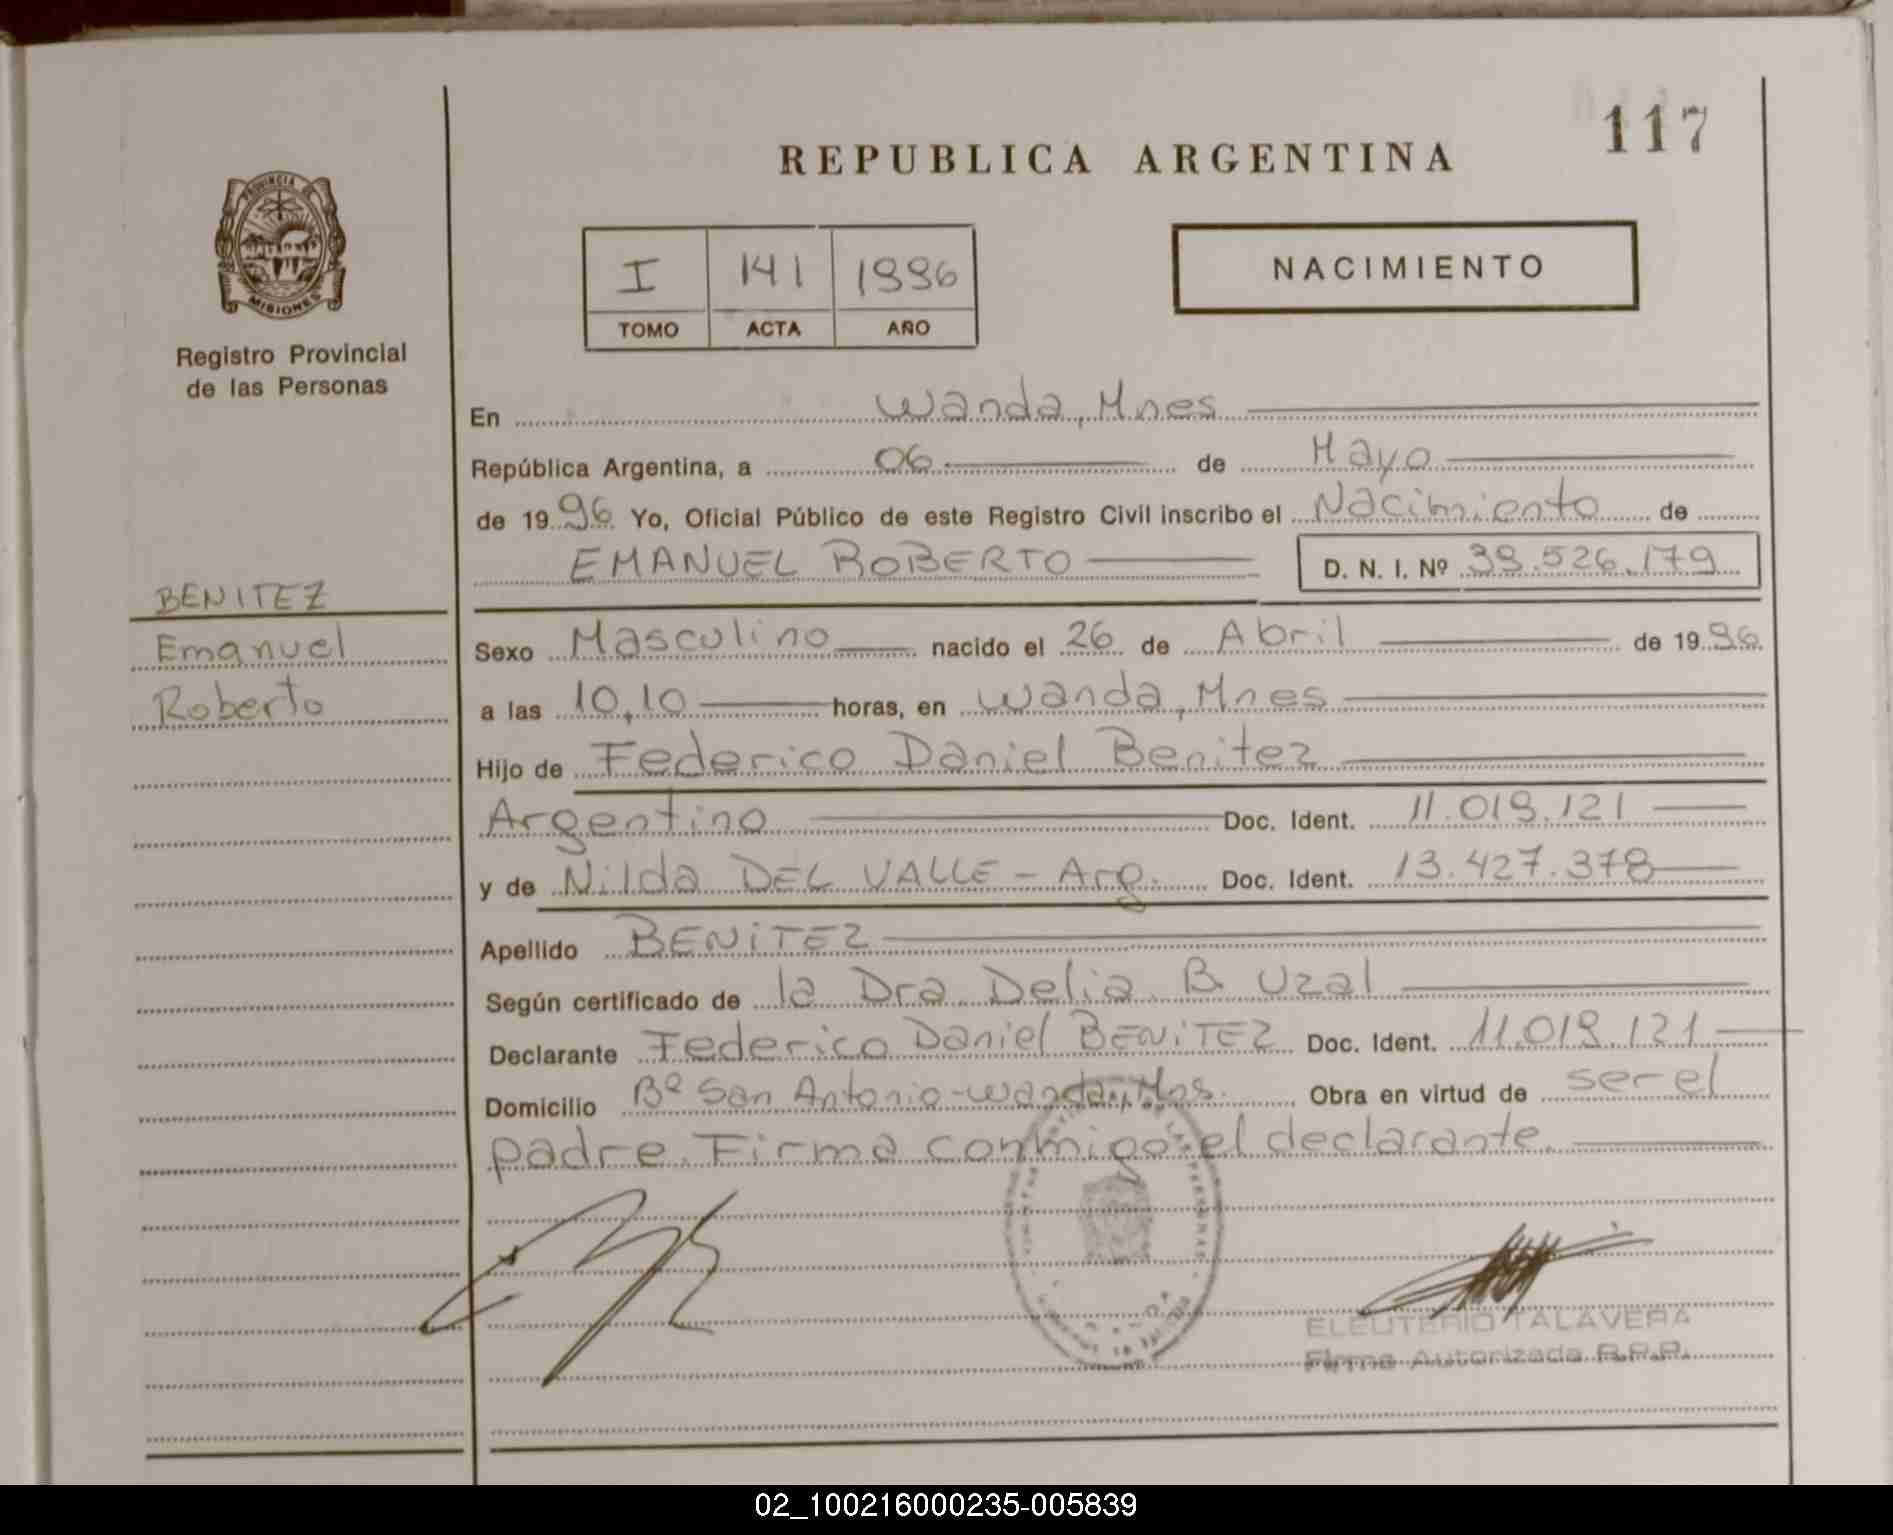 117
REPUBLICA ARGENTINA
PROVINCIA DE
MISIONES
Registro Provincial
de las Personas
I 141 1996
TOMO ACTA AÑO
NACIMIENTO
En Wanda, Mnes
República Argentina, a 06 de Mayo
de 1996 Yo, Oficial Público de este Registro Civil inscribo el Nacimiento de
EMANUEL ROBERTO D. N. I. Nº 39.526.179
BENITEZ
Emanuel
Roberto
Sexo Masculino nacido el 26 de Abril de 1996
a las 10,10 horas, en Wanda, Mnes
Hijo de Federico Daniel Benitez
Argentino Doc. Ident. 11.019.121
y de Nilda DEL VALLE - Arg. Doc. Ident. 13.427.378
Apellido BENITEZ
Según certificado de la Dra Delia B. Uzal
Declarante Federico Daniel BENITEZ Doc. Ident. 11.019.121
Domicilio Bº San Antonio-Wanda, Mns. Obra en virtud de ser el
padre. Firma conmigo el declarante.
ELEUTERIO TALAVERA
Firma Autorizada R.P.P.
02_100216000235-005839